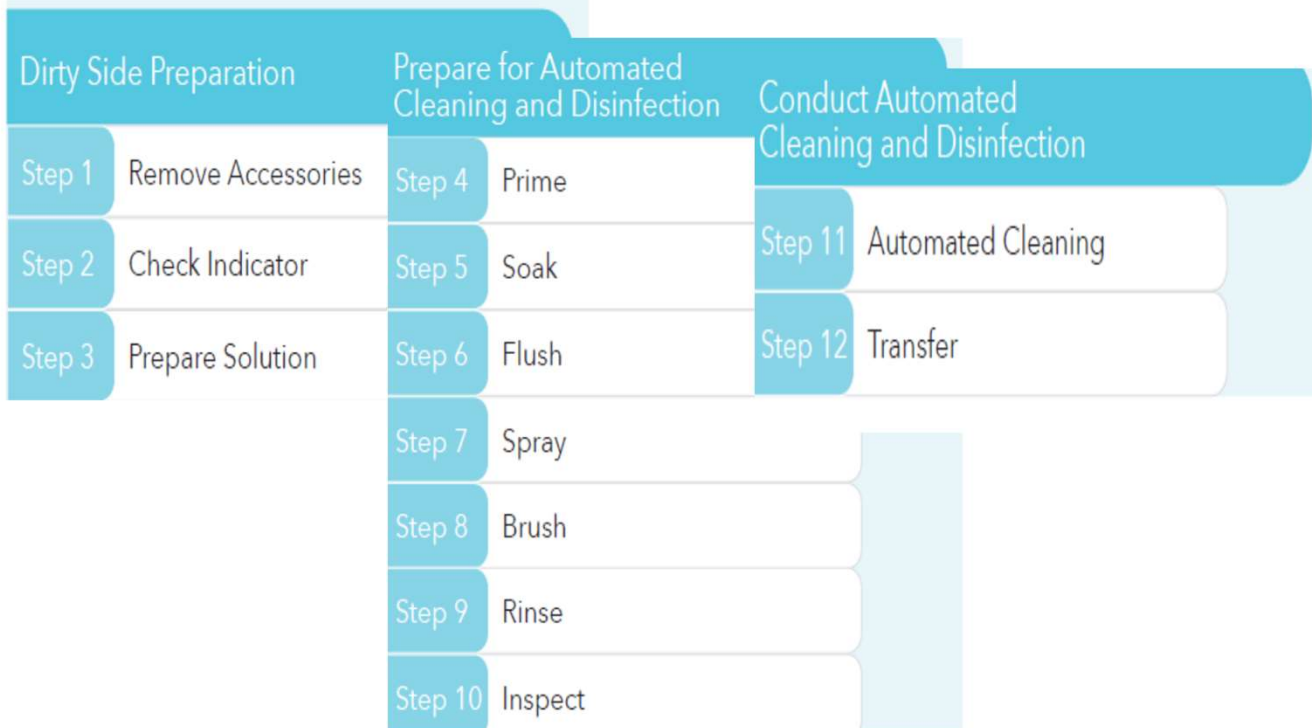 Dirty Side Preparation
Step 1 Remove Accessories
Step 2 Check Indicator
Step 3 Prepare Solution
Prepare for Automated
Cleaning and Disinfection
Step 4 Prime
Step 5 Soak
Step 6 Flush
Step 7 Spray
Step 8 Brush
Step 9 Rinse
Step 10 Inspect
Conduct Automated
Cleaning and Disinfection
Step 11 Automated Cleaning
Step 12 Transfer